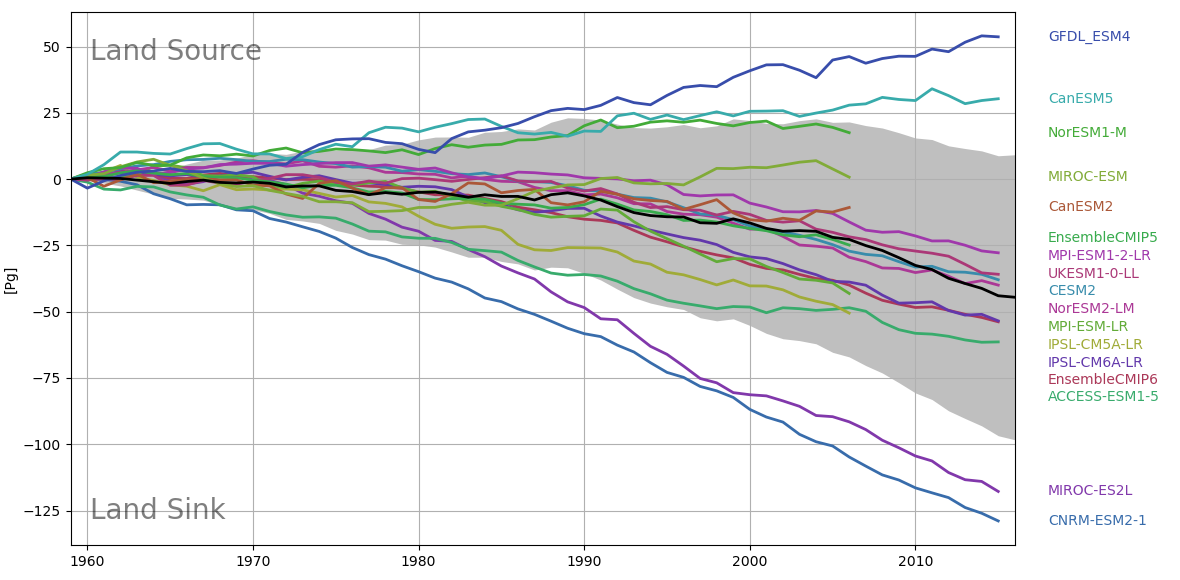 Land Source
Land Sink
[Pg]
50
25
0
−25
−50
−75
−100
−125
1960
1970
1980
1990
2000
2010
GFDL_ESM4
CanESM5
NorESM1-M
MIROC-ESM
CanESM2
EnsembleCMIP5
MPI-ESM1-2-LR
UKESM1-0-LL
CESM2
NorESM2-LM
MPI-ESM-LR
IPSL-CM5A-LR
IPSL-CM6A-LR
EnsembleCMIP6
ACCESS-ESM1-5
MIROC-ES2L
CNRM-ESM2-1